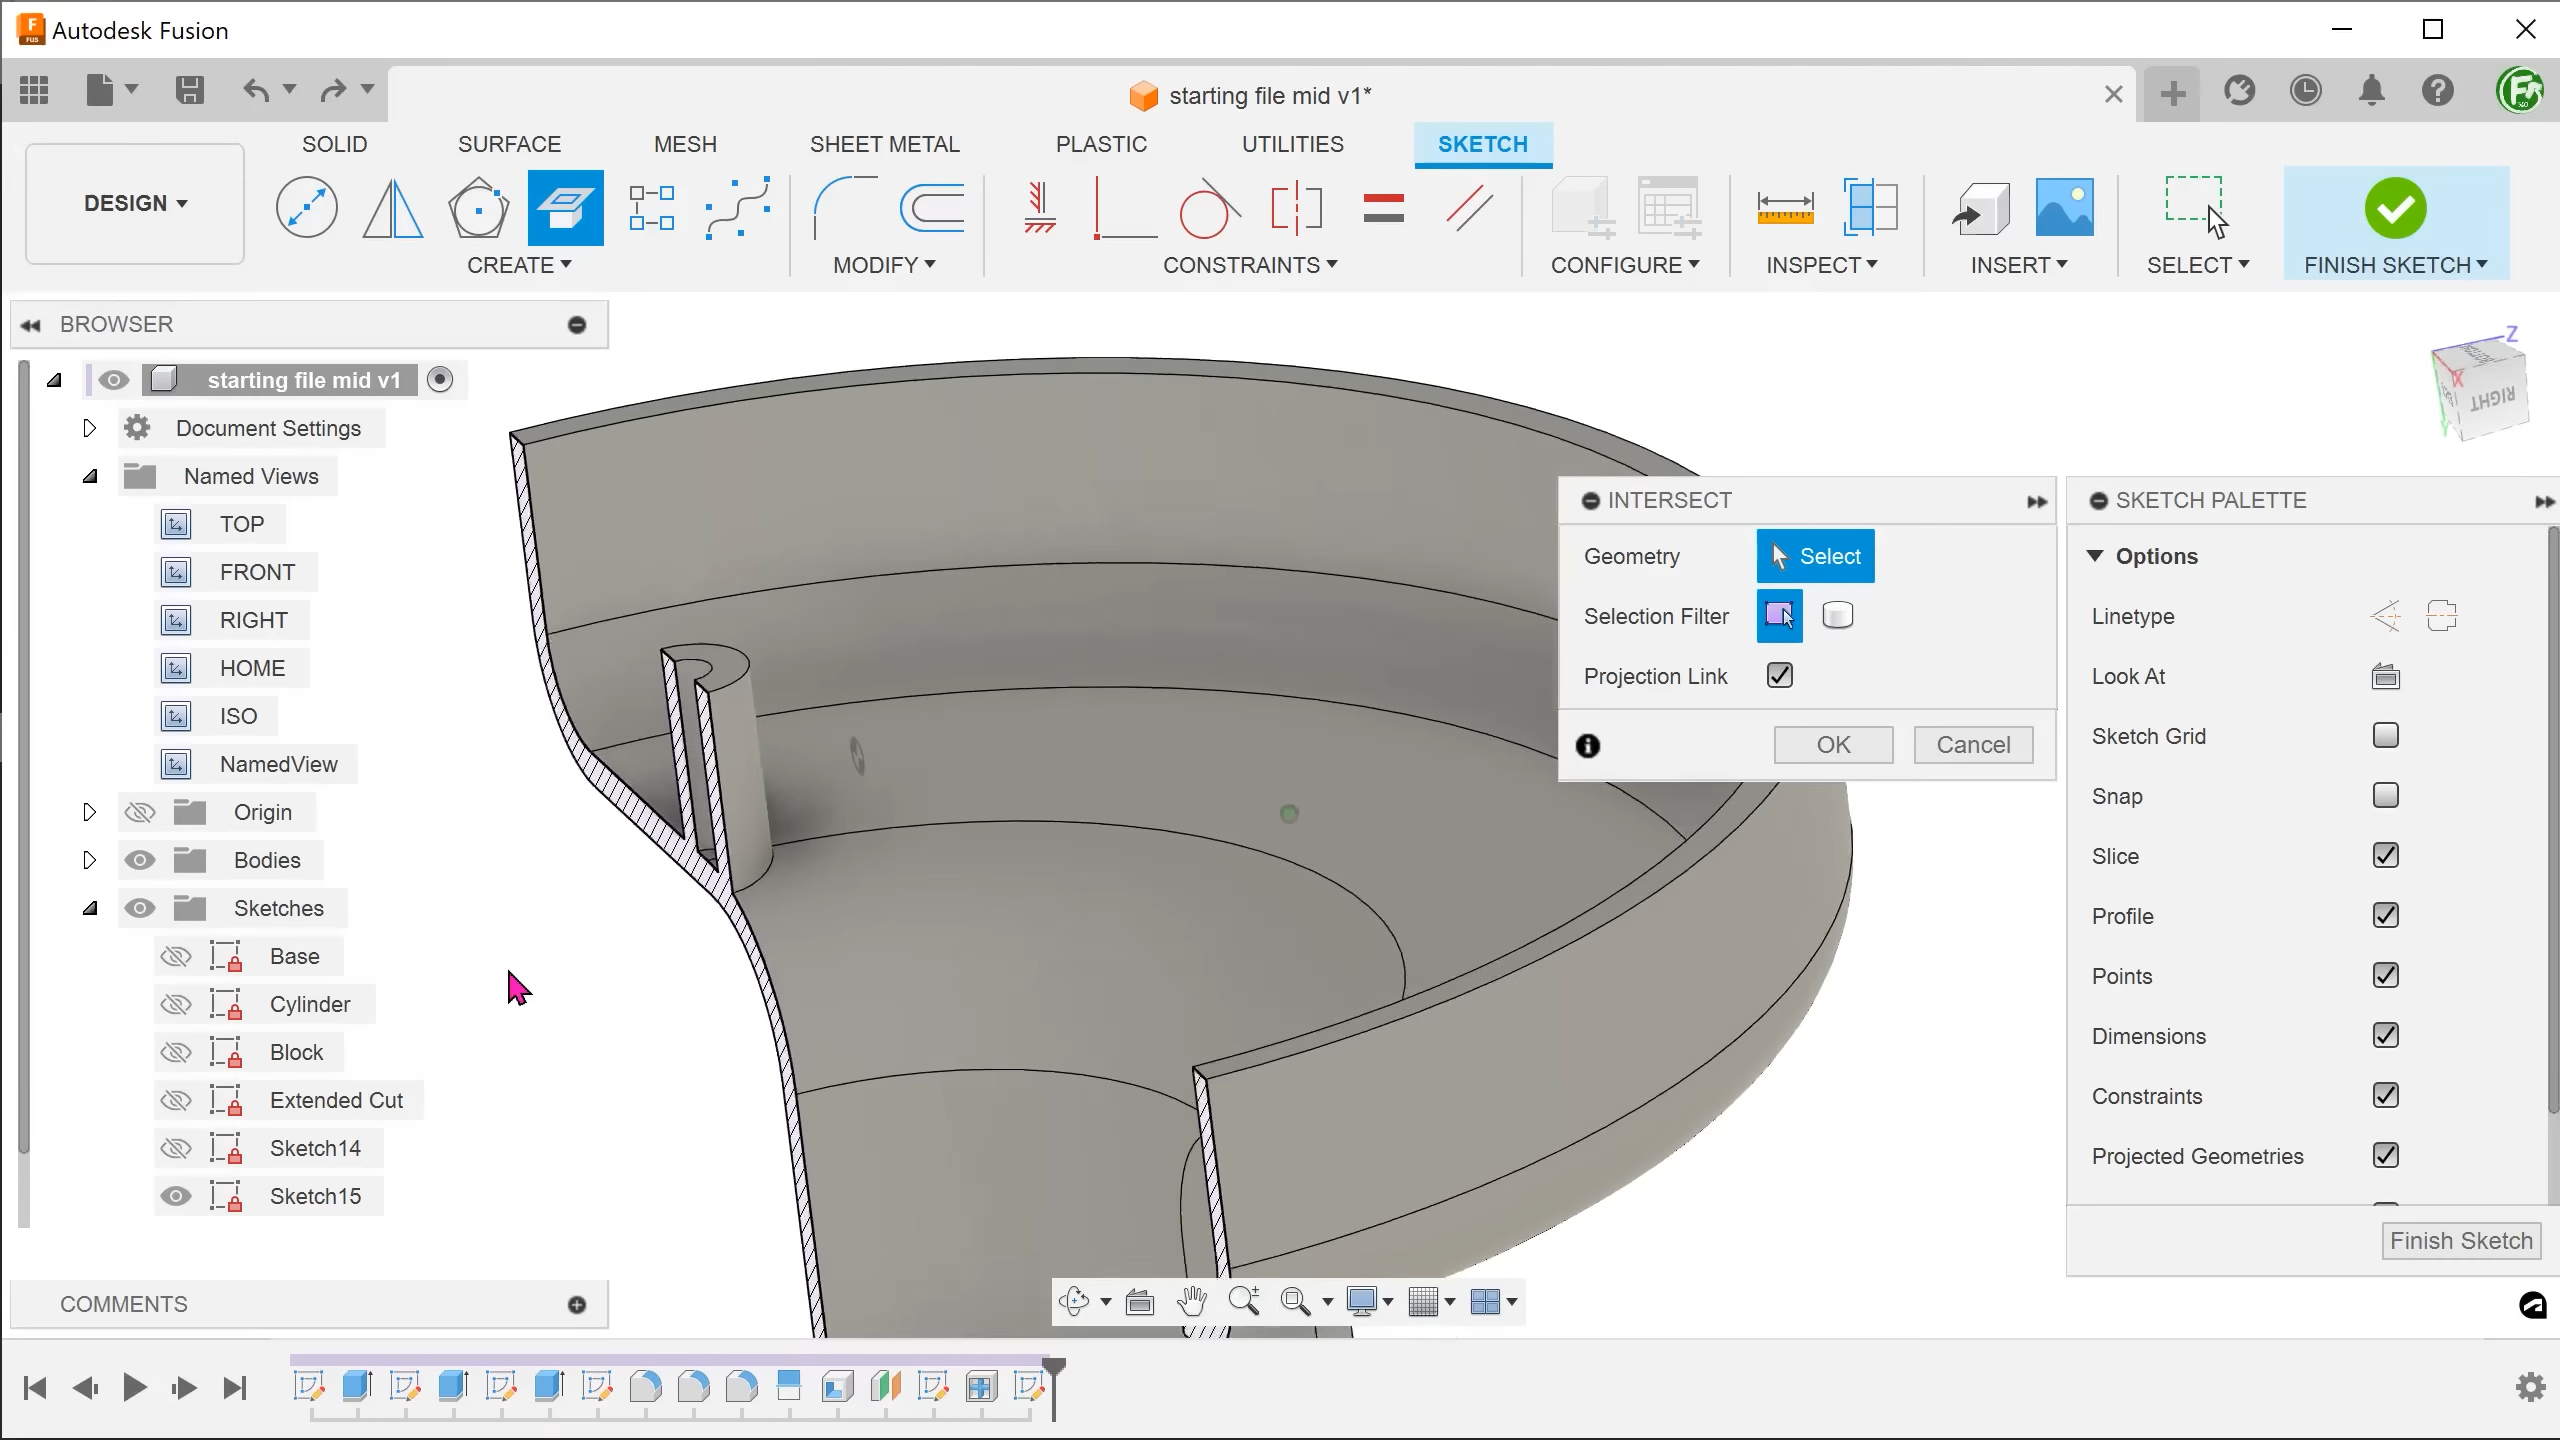 Autodesk Fusion
starting file mid v1*
SOLID SURFACE MESH SHEET METAL PLASTIC UTILITIES SKETCH
DESIGN
CREATE MODIFY CONSTRAINTS CONFIGURE INSPECT INSERT SELECT FINISH SKETCH
BROWSER
starting file mid v1
Document Settings
Named Views
TOP
FRONT
RIGHT
HOME
ISO
NamedView
Origin
Bodies
Sketches
Base
Cylinder
Block
Extended Cut
Sketch14
Sketch15
COMMENTS
Z
X
Y
RIGHT
INTERSECT
Geometry Select
Selection Filter
Projection Link
OK Cancel
SKETCH PALETTE
Options
Linetype
Look At
Sketch Grid
Snap
Slice
Profile
Points
Dimensions
Constraints
Projected Geometries
Finish Sketch